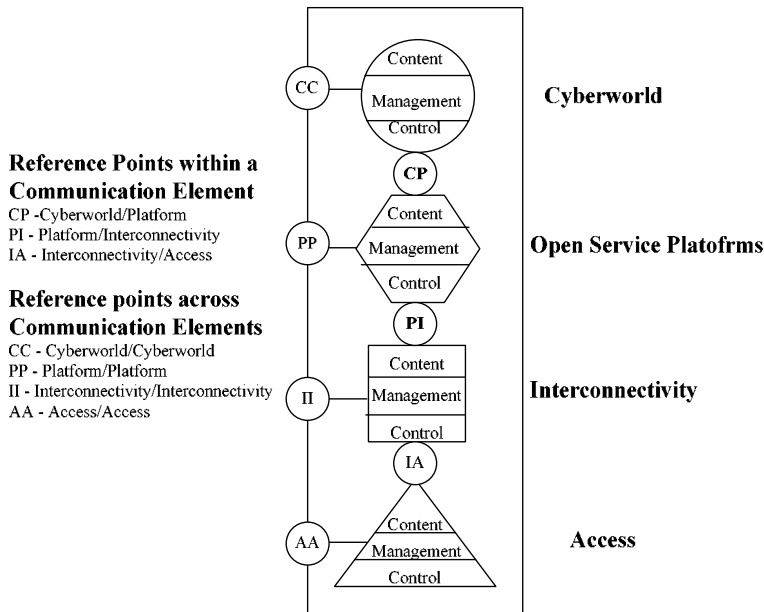 Content
CC
Management
Cyberworld
Control
Reference Points within a
Communication Element
CP -Cyberworld/Platform
PI - Platform/Interconnectivity
IA - Interconnectivity/Access
CP
Content
PP
Management
Open Service Platofrms
Control
Reference points across
Communication Elements
CC - Cyberworld/Cyberworld
PP - Platform/Platform
II - Interconnectivity/Interconnectivity
AA - Access/Access
PI
Content
II
Management
Interconnectivity
Control
IA
Content
AA
Management
Access
Control